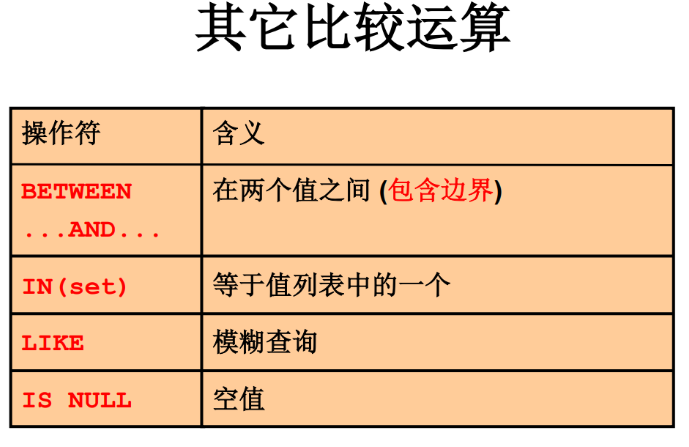 其它比较运算
操作符 含义
BETWEEN 在两个值之间 (包含边界)
...AND...
IN(set) 等于值列表中的一个
LIKE 模糊查询
IS NULL 空值